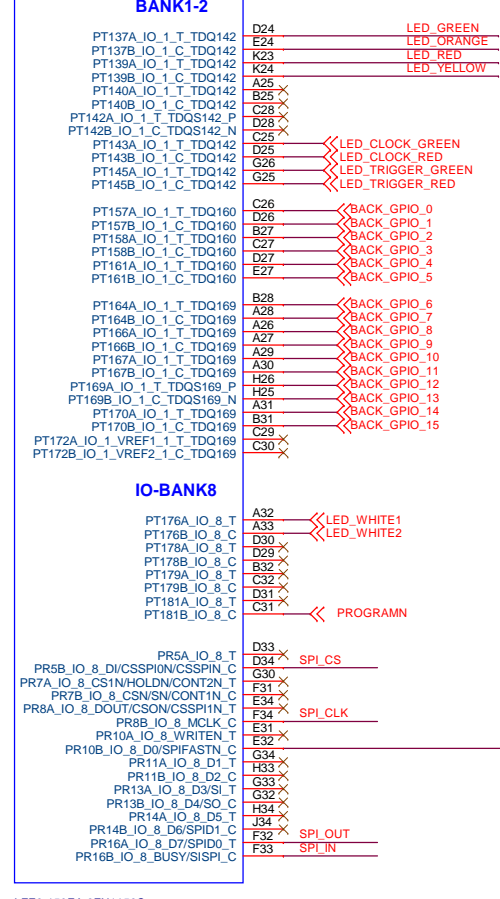 BANK1-2
PT137A_IO_1_T_TDQ142 D24 LED_GREEN
PT137B_IO_1_C_TDQ142 E24 LED_ORANGE
PT139A_IO_1_T_TDQ142 K23 LED_RED
PT139B_IO_1_C_TDQ142 K24 LED_YELLOW
PT140A_IO_1_T_TDQ142 A25
PT140B_IO_1_C_TDQ142 B25
PT142A_IO_1_T_TDQS142_P C28
PT142B_IO_1_C_TDQS142_N D28
PT143A_IO_1_T_TDQ142 C25 LED_CLOCK_GREEN
PT143B_IO_1_C_TDQ142 D25 LED_CLOCK_RED
PT145A_IO_1_T_TDQ142 G26 LED_TRIGGER_GREEN
PT145B_IO_1_C_TDQ142 G25 LED_TRIGGER_RED
PT157A_IO_1_T_TDQ160 C26 BACK_GPIO_0
PT157B_IO_1_C_TDQ160 D26 BACK_GPIO_1
PT158A_IO_1_T_TDQ160 B27 BACK_GPIO_2
PT158B_IO_1_C_TDQ160 C27 BACK_GPIO_3
PT161A_IO_1_T_TDQ160 D27 BACK_GPIO_4
PT161B_IO_1_C_TDQ160 E27 BACK_GPIO_5
PT164A_IO_1_T_TDQ169 B28 BACK_GPIO_6
PT164B_IO_1_C_TDQ169 A28 BACK_GPIO_7
PT166A_IO_1_T_TDQ169 A26 BACK_GPIO_8
PT166B_IO_1_C_TDQ169 A27 BACK_GPIO_9
PT167A_IO_1_T_TDQ169 A29 BACK_GPIO_10
PT167B_IO_1_C_TDQ169 A30 BACK_GPIO_11
PT169A_IO_1_T_TDQS169_P H26 BACK_GPIO_12
PT169B_IO_1_C_TDQS169_N H25 BACK_GPIO_13
PT170A_IO_1_T_TDQ169 A31 BACK_GPIO_14
PT170B_IO_1_C_TDQ169 B31 BACK_GPIO_15
PT172A_IO_1_VREF1_1_T_TDQ169 C29
PT172B_IO_1_VREF2_1_C_TDQ169 C30
IO-BANK8
PT176A_IO_8_T A32 LED_WHITE1
PT176B_IO_8_C A33 LED_WHITE2
PT178A_IO_8_T D30
PT178B_IO_8_C D29
PT179A_IO_8_T B32
PT179B_IO_8_C C32
PT181A_IO_8_T D31
PT181B_IO_8_C C31 PROGRAMN
PR5A_IO_8_T D33
PR5B_IO_8_DI/CSSPI0N/CSSPIN_C D34 SPI_CS
PR7A_IO_8_CS1N/HOLDN/CONT2N_T G30
PR7B_IO_8_CSN/SN/CONT1N_C F31
PR8A_IO_8_DOUT/CSON/CSSPI1N_T E34
PR8B_IO_8_MCLK_C F34 SPI_CLK
PR10A_IO_8_WRITEN_T E31
PR10B_IO_8_D0/SPIFASTN_C E32
PR11A_IO_8_D1_T G34
PR11B_IO_8_D2_C H33
PR13A_IO_8_D3/SI_T G33
PR13B_IO_8_D4/SO_C G32
PR14A_IO_8_D5_T H34
PR14B_IO_8_D6/SPID1_C J34
PR16A_IO_8_D7/SPID0_T F32 SPI_OUT
PR16B_IO_8_BUSY/SISPI_C F33 SPI_IN